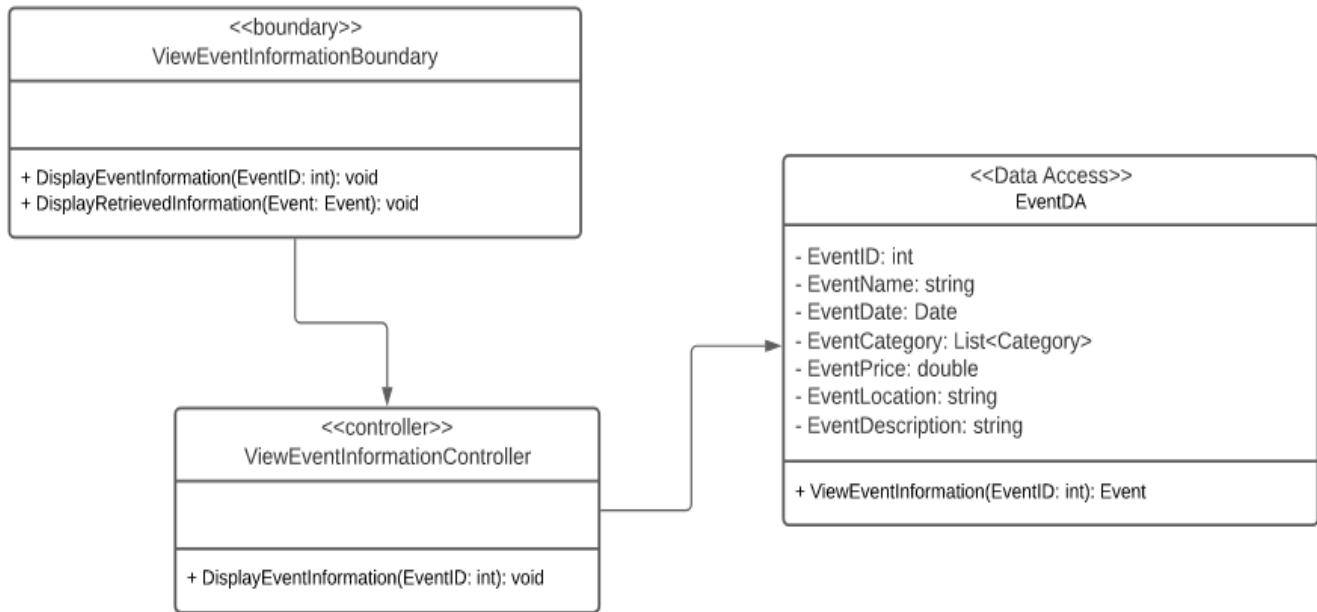 <<boundary>>
ViewEventInformationBoundary
+ DisplayEventInformation(EventID: int): void
+ DisplayRetrievedInformation(Event: Event): void
<<controller>>
ViewEventInformationController
+ DisplayEventInformation(EventID: int): void
<<Data Access>>
EventDA
- EventID: int
- EventName: string
- EventDate: Date
- EventCategory: List<Category>
- EventPrice: double
- EventLocation: string
- EventDescription: string
+ ViewEventInformation(EventID: int): Event